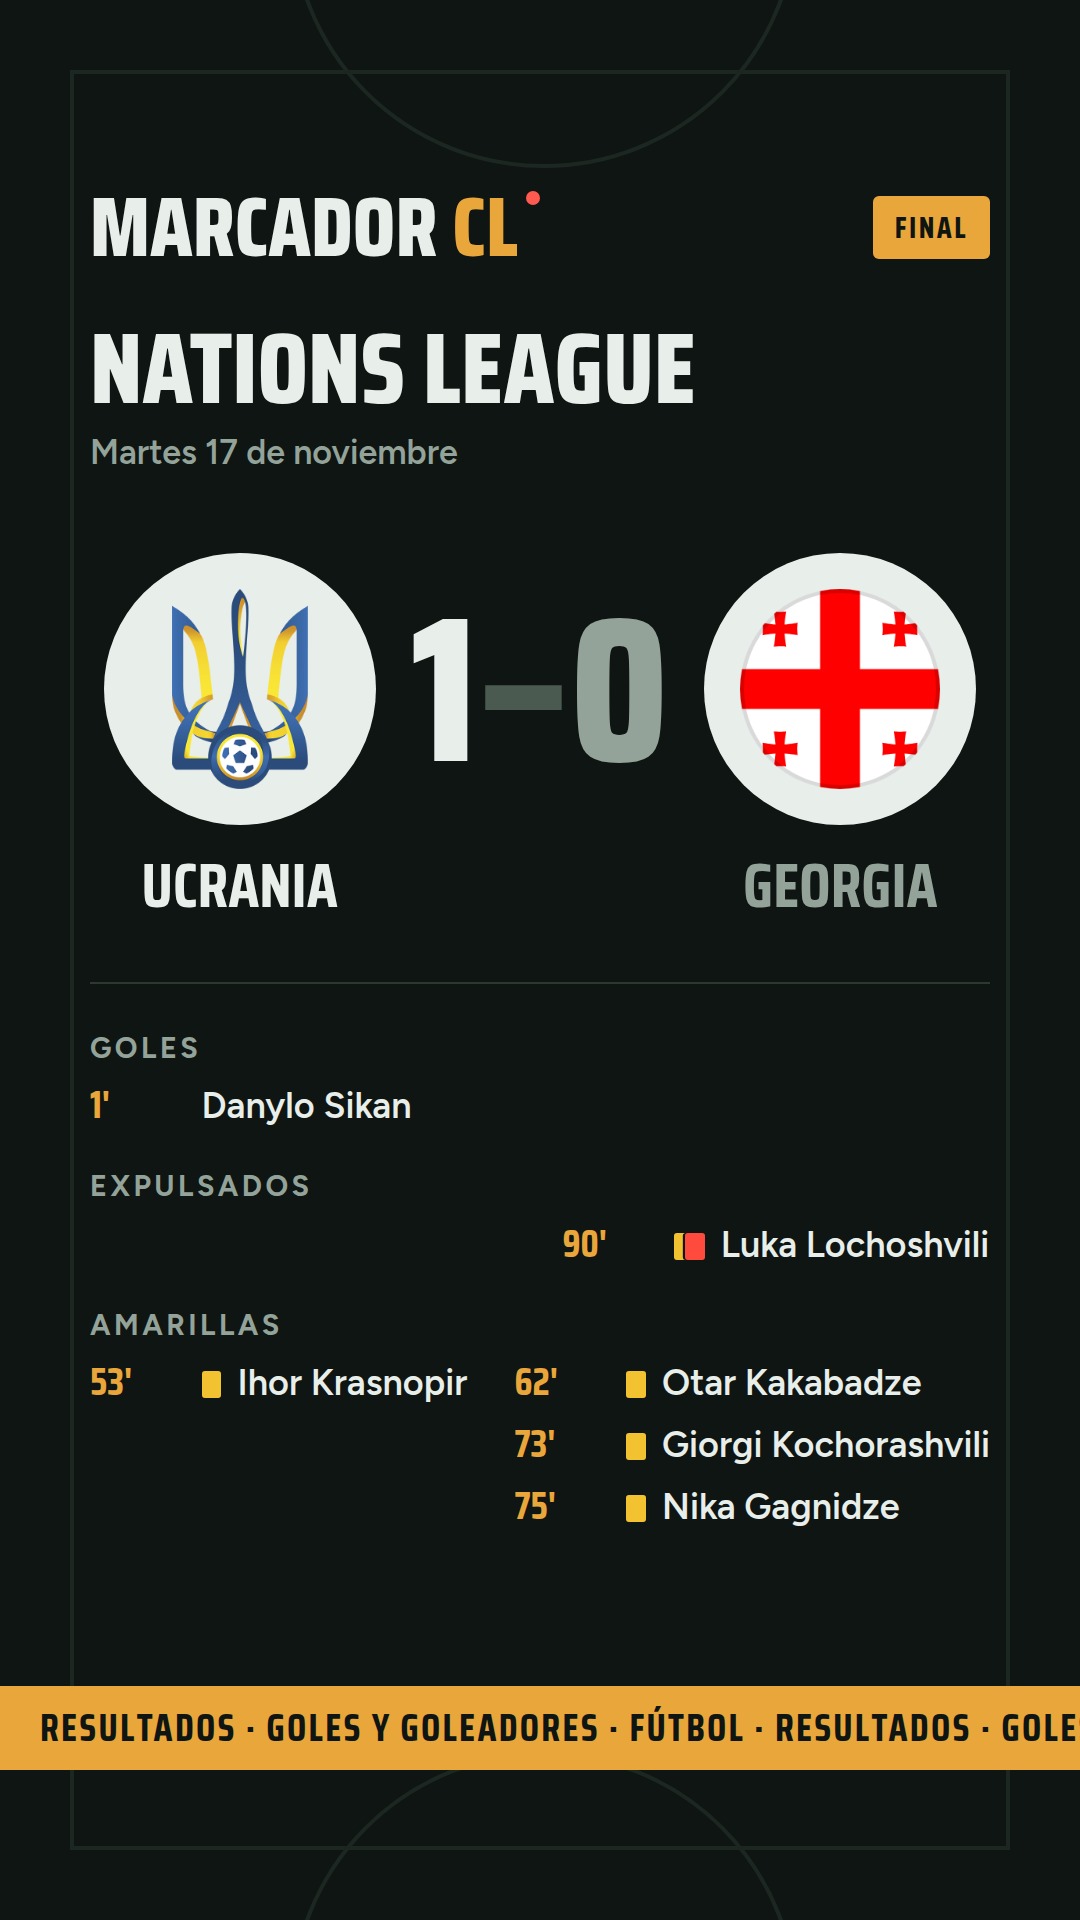 MARCADOR CL
FINAL
NATIONS LEAGUE
Martes 17 de noviembre
1-0
UCRANIA
GEORGIA
GOLES
1' Danylo Sikan
EXPULSADOS
90' Luka Lochoshvili
AMARILLAS
53' Ihor Krasnopir
62' Otar Kakabadze
73' Giorgi Kochorashvili
75' Nika Gagnidze
RESULTADOS · GOLES Y GOLEADORES · FÚTBOL · RESULTADOS · GOLES